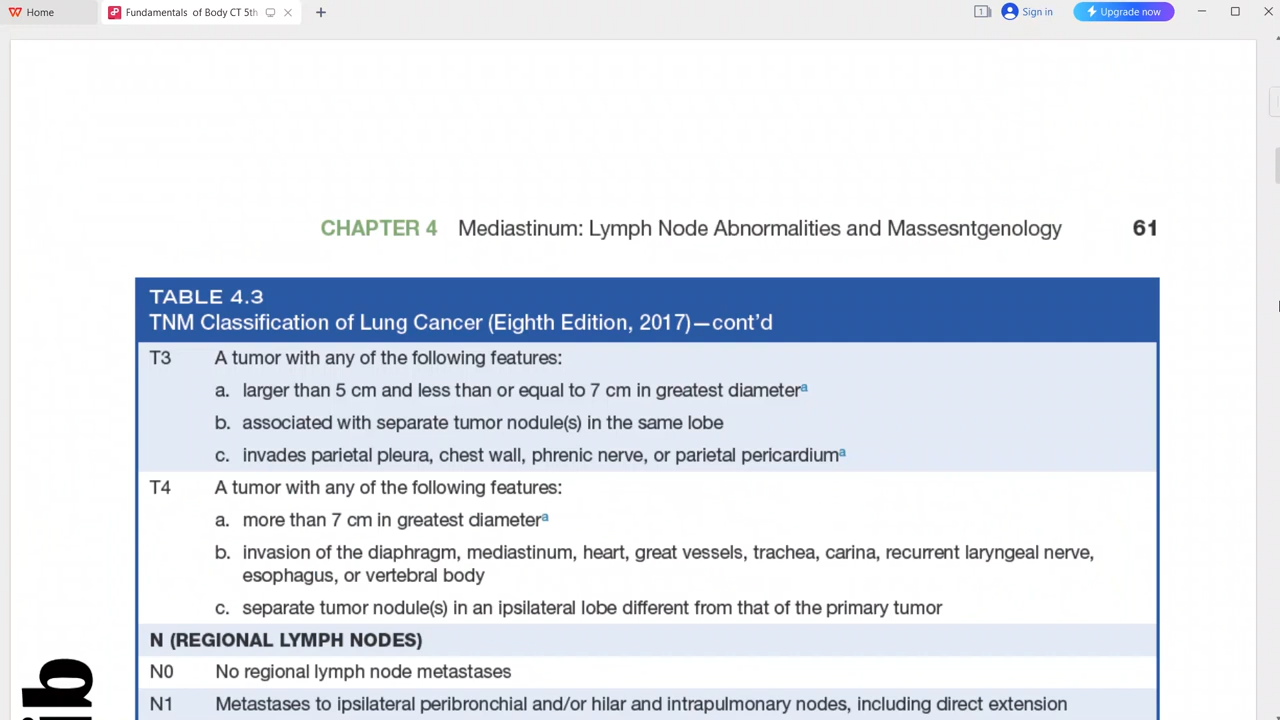 Home
Fundamentals of Body CT 5th
1
Sign in
Upgrade now
CHAPTER 4 Mediastinum: Lymph Node Abnormalities and Massesntgenology 61
TABLE 4.3
TNM Classification of Lung Cancer (Eighth Edition, 2017)—cont'd
T3 A tumor with any of the following features:
a. larger than 5 cm and less than or equal to 7 cm in greatest diameterᵃ
b. associated with separate tumor nodule(s) in the same lobe
c. invades parietal pleura, chest wall, phrenic nerve, or parietal pericardiumᵃ
T4 A tumor with any of the following features:
a. more than 7 cm in greatest diameterᵃ
b. invasion of the diaphragm, mediastinum, heart, great vessels, trachea, carina, recurrent laryngeal nerve,
esophagus, or vertebral body
c. separate tumor nodule(s) in an ipsilateral lobe different from that of the primary tumor
N (REGIONAL LYMPH NODES)
N0 No regional lymph node metastases
N1 Metastases to ipsilateral peribronchial and/or hilar and intrapulmonary nodes, including direct extension